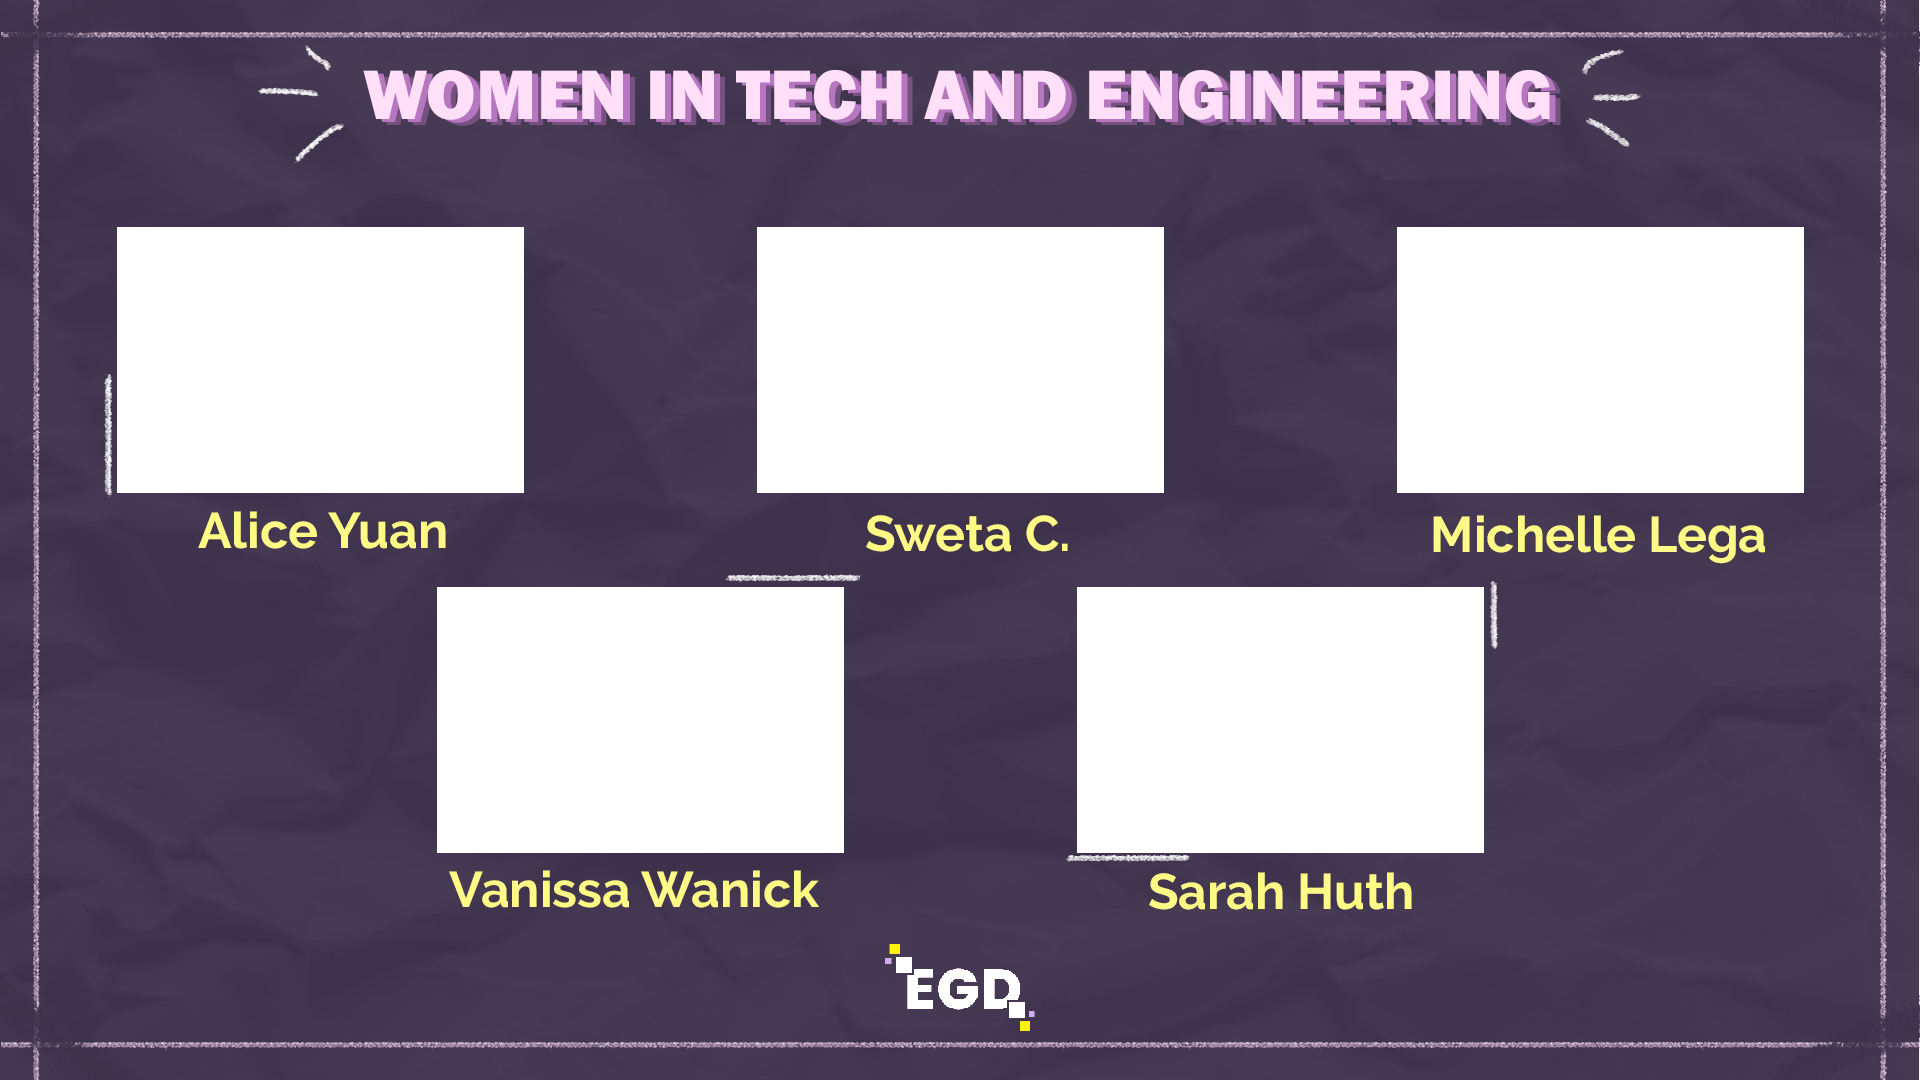 WOMEN IN TECH AND ENGINEERING
Alice Yuan
Sweta C.
Michelle Lega
Vanissa Wanick
Sarah Huth
EGD